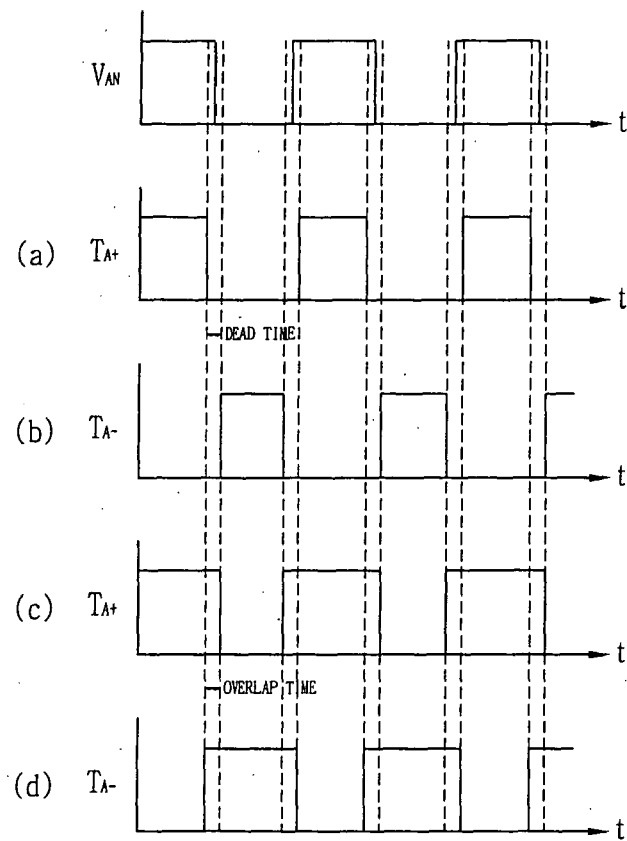 VAN
t
(a) TA+
t
DEAD TIME
(b) TA-
t
(c) TA+
t
OVERLAP TIME
(d) TA-
t